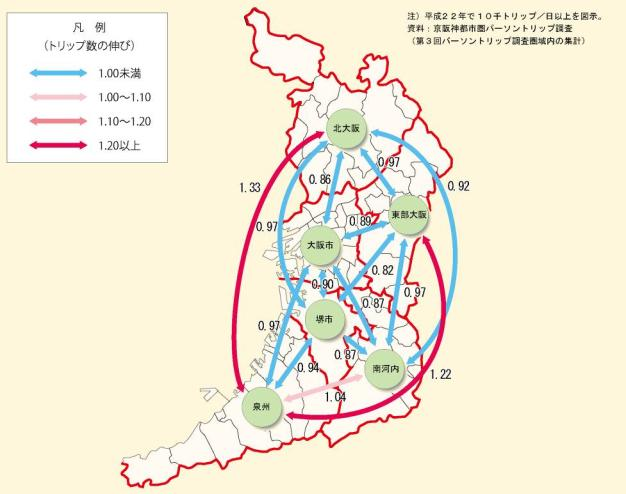 凡 例
(トリップ数の伸び)
1.00未満
1.00～1.10
1.10～1.20
1.20以上
注）平成２２年で１０千トリップ／日以上を図示。
資料：京阪神都市圏パーソントリップ調査
（第３回パーソントリップ調査圏域内の集計）
北大阪
0.97
0.86
1.33
0.92
東部大阪
0.97
0.89
大阪市
0.82
0.90
0.97
0.87
堺市
0.97
0.87
0.94
南河内
1.22
1.04
泉州